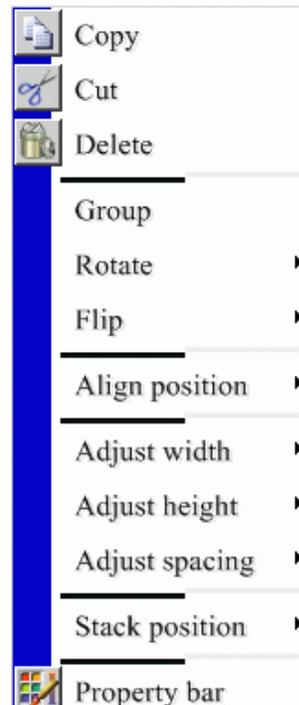 Copy
Cut
Delete
Group
Rotate
Flip
Align position
Adjust width
Adjust height
Adjust spacing
Stack position
Property bar